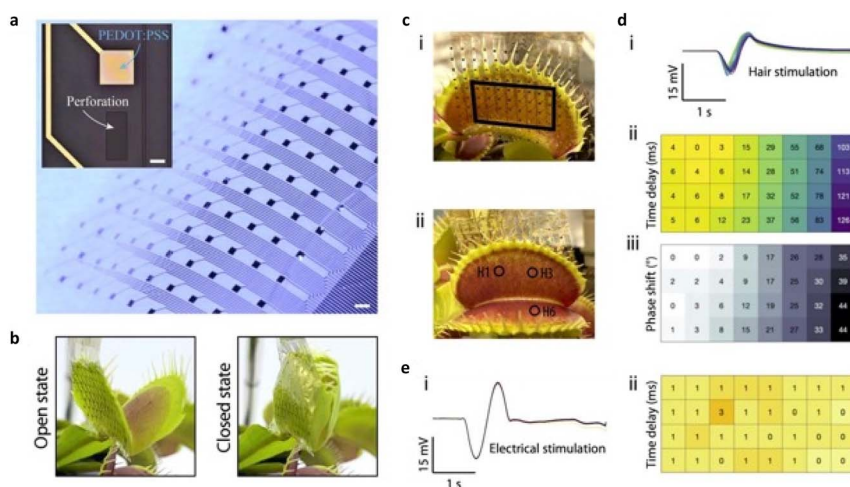 a
PEDOT:PSS
Perforation
b
Open state
Closed state
c
i
ii
H1
H3
H6
d
i
15 mV
1 s
Hair stimulation
ii
Time delay (ms)
4 0 3 15 29 55 68 103
6 4 6 14 28 51 74 113
4 6 8 17 32 52 78 121
5 6 12 23 37 56 83 126
iii
Phase shift (°)
0 0 2 9 17 26 28 35
2 2 4 9 17 25 30 39
0 3 6 12 19 25 32 44
1 3 8 15 21 27 33 44
e
i
15 mV
1 s
Electrical stimulation
ii
Time delay (ms)
1 1 1 1 1 1 1 1
1 1 3 1 1 0 1 0
1 1 1 1 0 1 1 0
1 1 0 1 1 1 0 0